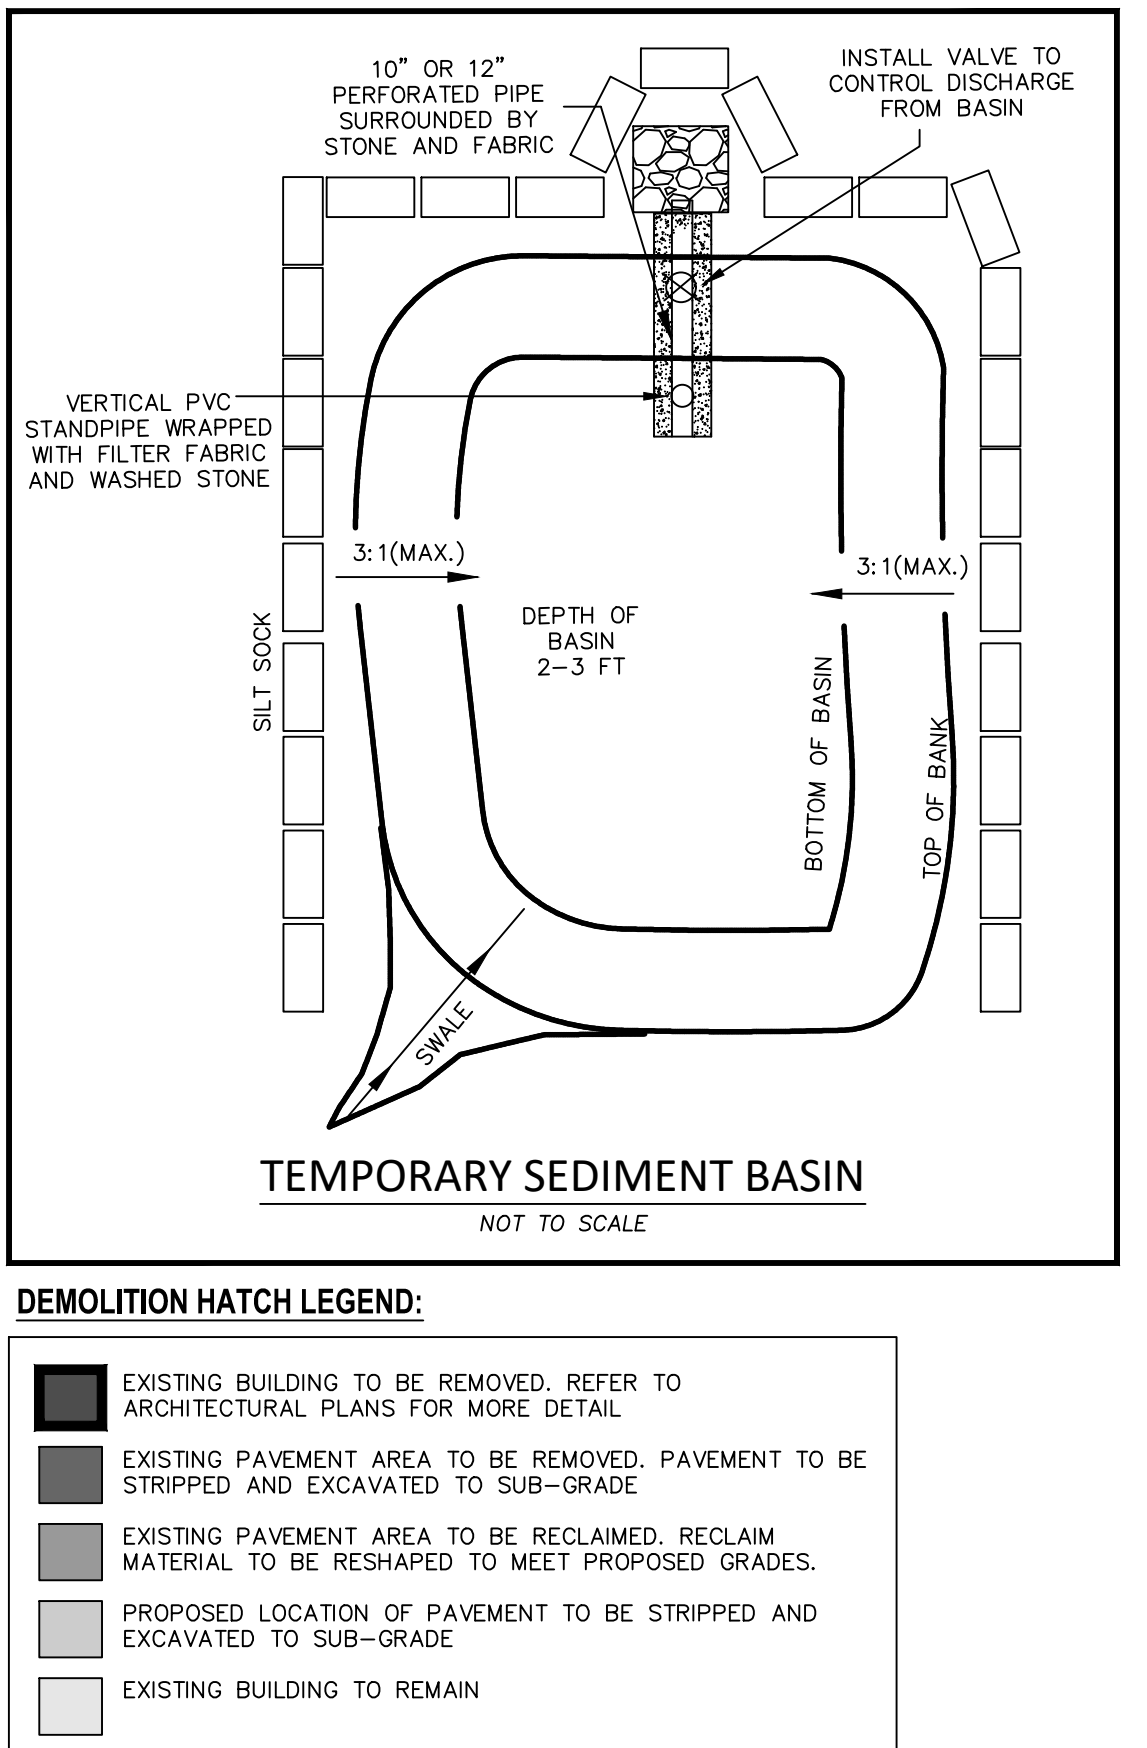 10” OR 12”
PERFORATED PIPE
SURROUNDED BY
STONE AND FABRIC
INSTALL VALVE TO
CONTROL DISCHARGE
FROM BASIN
VERTICAL PVC
STANDPIPE WRAPPED
WITH FILTER FABRIC
AND WASHED STONE
3:1(MAX.)
3:1(MAX.)
DEPTH OF
BASIN
2–3 FT
SILT SOCK
BOTTOM OF BASIN
TOP OF BANK
SWALE
TEMPORARY SEDIMENT BASIN
NOT TO SCALE
DEMOLITION HATCH LEGEND:
EXISTING BUILDING TO BE REMOVED. REFER TO
ARCHITECTURAL PLANS FOR MORE DETAIL
EXISTING PAVEMENT AREA TO BE REMOVED. PAVEMENT TO BE
STRIPPED AND EXCAVATED TO SUB–GRADE
EXISTING PAVEMENT AREA TO BE RECLAIMED. RECLAIM
MATERIAL TO BE RESHAPED TO MEET PROPOSED GRADES.
PROPOSED LOCATION OF PAVEMENT TO BE STRIPPED AND
EXCAVATED TO SUB–GRADE
EXISTING BUILDING TO REMAIN